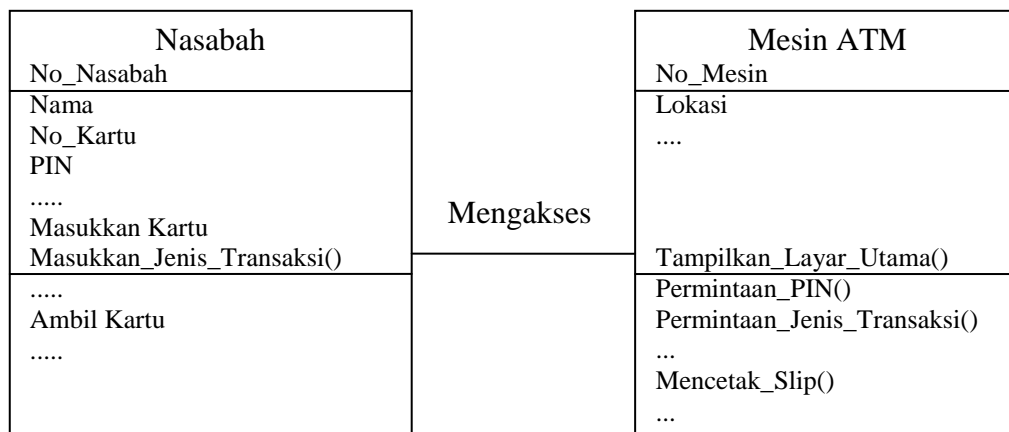 Nasabah
No_Nasabah
Nama
No_Kartu
PIN
.....
Masukkan Kartu
Masukkan_Jenis_Transaksi()
.....
Ambil Kartu
.....
Mengakses
Mesin ATM
No_Mesin
Lokasi
....
Tampilkan_Layar_Utama()
Permintaan_PIN()
Permintaan_Jenis_Transaksi()
...
Mencetak_Slip()
...